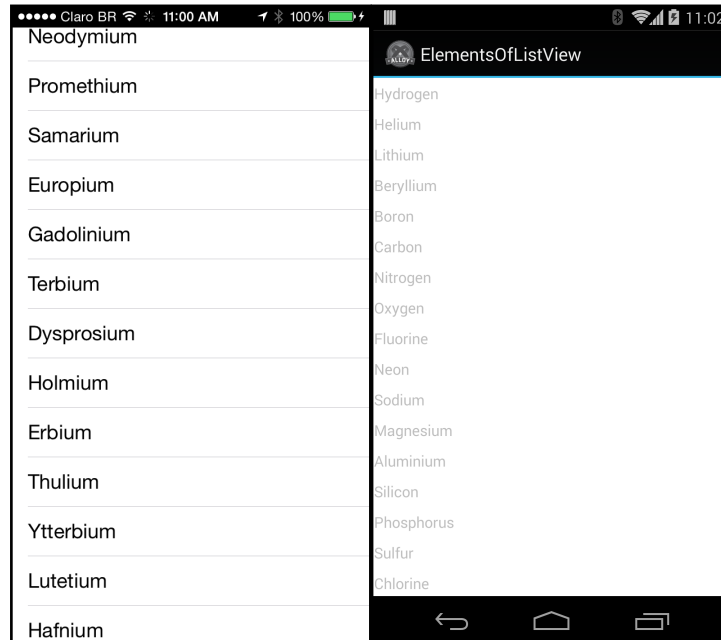 Claro BR 11:00 AM 100%
Neodymium
Promethium
Samarium
Europium
Gadolinium
Terbium
Dysprosium
Holmium
Erbium
Thulium
Ytterbium
Lutetium
Hafnium
11:02
ALLOY ElementsOfListView
Hydrogen
Helium
Lithium
Beryllium
Boron
Carbon
Nitrogen
Oxygen
Fluorine
Neon
Sodium
Magnesium
Aluminium
Silicon
Phosphorus
Sulfur
Chlorine